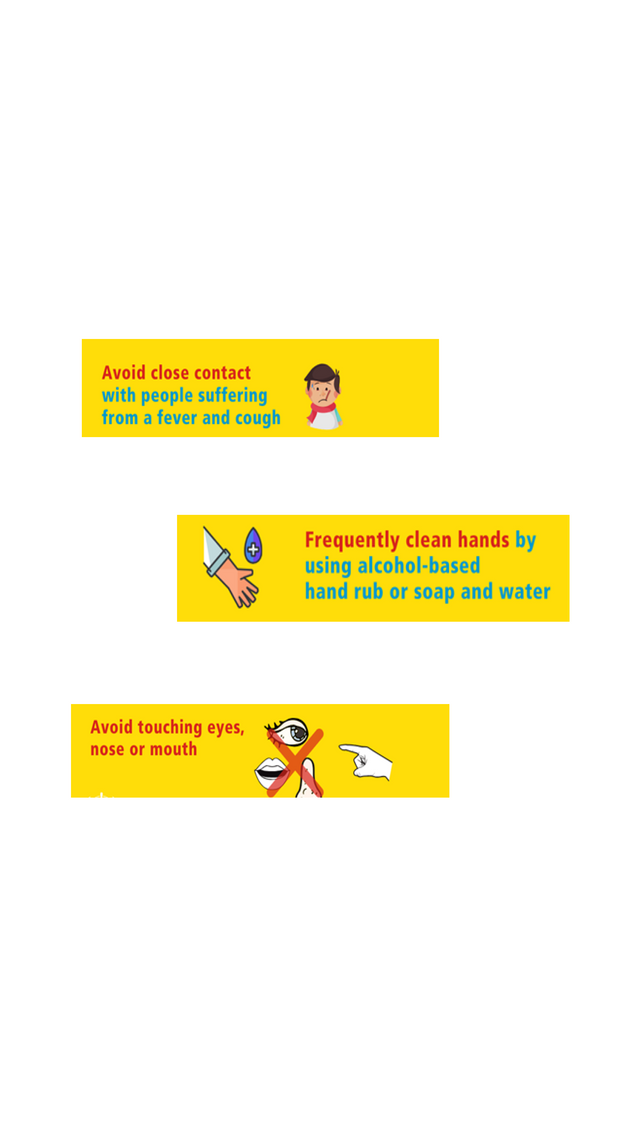 Avoid close contact
with people suffering
from a fever and cough
Frequently clean hands by
using alcohol-based
hand rub or soap and water
Avoid touching eyes,
nose or mouth